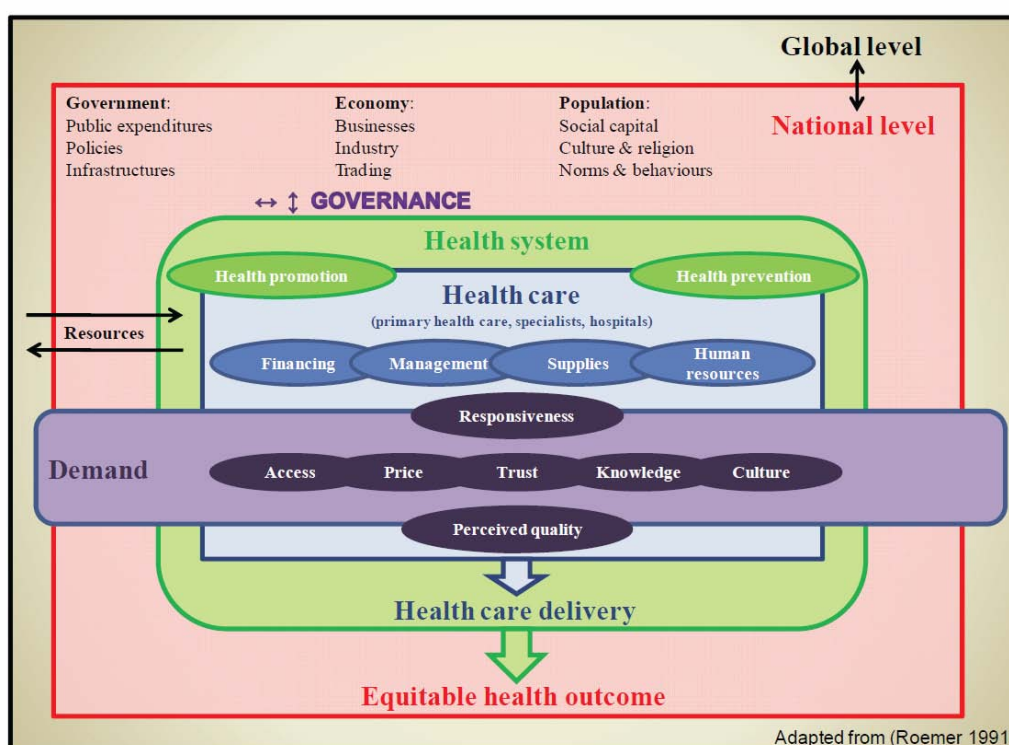 Global level
National level
Government:
Public expenditures
Policies
Infrastructures
Economy:
Businesses
Industry
Trading
Population:
Social capital
Culture & religion
Norms & behaviours
↔ ↕ GOVERNANCE
Health system
Health promotion
Health prevention
Health care
(primary health care, specialists, hospitals)
Resources
Financing
Management
Supplies
Human
resources
Responsiveness
Demand
Access
Price
Trust
Knowledge
Culture
Perceived quality
Health care delivery
Equitable health outcome
Adapted from (Roemer 1991